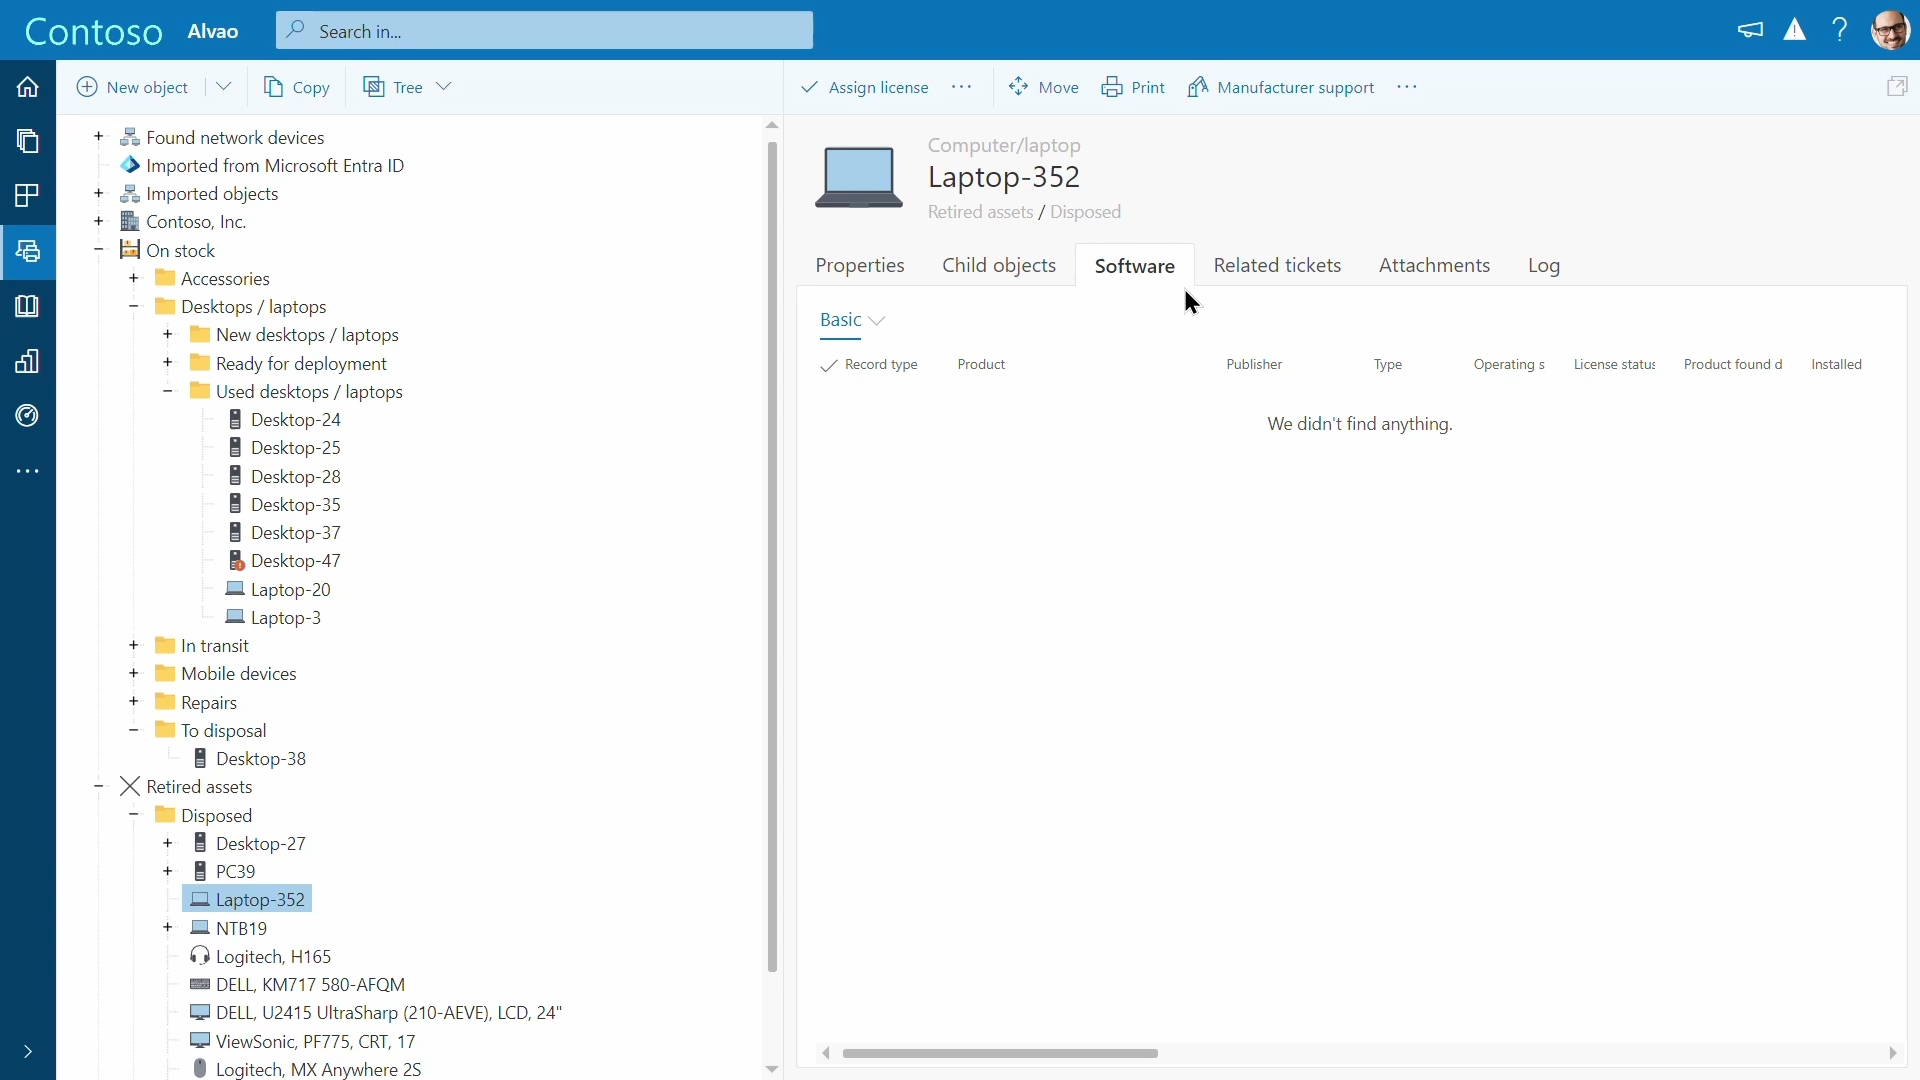 Contoso Alvao Search in...
New object Copy Tree Assign license Move Print Manufacturer support
Found network devices
Imported from Microsoft Entra ID
Imported objects
Contoso, Inc.
On stock
Accessories
Desktops / laptops
New desktops / laptops
Ready for deployment
Used desktops / laptops
Desktop-24
Desktop-25
Desktop-28
Desktop-35
Desktop-37
Desktop-47
Laptop-20
Laptop-3
In transit
Mobile devices
Repairs
To disposal
Desktop-38
Retired assets
Disposed
Desktop-27
PC39
Laptop-352
NTB19
Logitech, H165
DELL, KM717 580-AFQM
DELL, U2415 UltraSharp (210-AEVE), LCD, 24"
ViewSonic, PF775, CRT, 17
Logitech, MX Anywhere 2S
Computer/laptop
Laptop-352
Retired assets / Disposed
Properties Child objects Software Related tickets Attachments Log
Basic
Record type Product Publisher Type Operating s License status Product found d Installed
We didn't find anything.